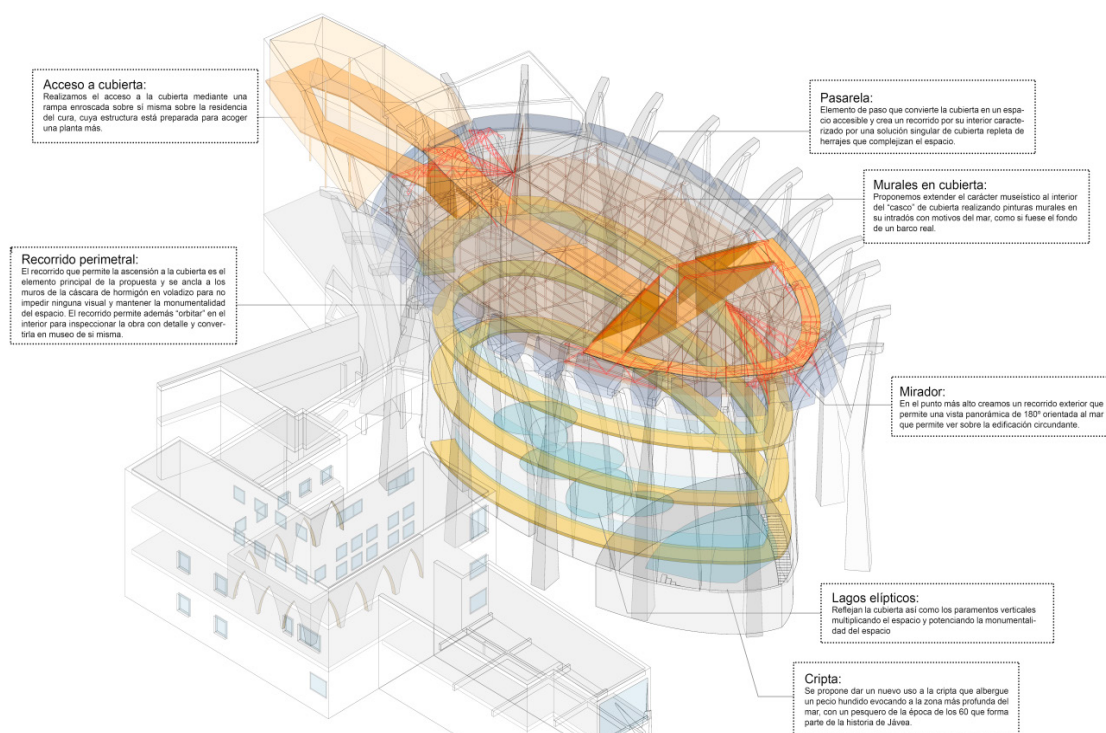 Acceso a cubierta:
Realizamos el acceso a la cubierta mediante una
rampa enroscada sobre sí misma sobre la residencia
del cura, cuya estructura está preparada para acoger
una planta más.
Pasarela:
Elemento de paso que convierte la cubierta en un espa-
cio accesible y crea un recorrido por su interior caracte-
rizado por una solución singular de cubierta repleta de
herrajes que complejizan el espacio.
Murales en cubierta:
Proponemos extender el carácter museístico al interior
del "casco" de cubierta realizando pinturas murales en
su intradós con motivos del mar, como si fuese el fondo
de un barco real.
Recorrido perimetral:
El recorrido que permite la ascensión a la cubierta es el
elemento principal de la propuesta y se ancla a los
muros de la cáscara de hormigón en voladizo para no
impedir ninguna visual y mantener la monumentalidad
del espacio. El recorrido permite además "orbitar" en el
interior para inspeccionar la obra con detalle y conver-
tirla en museo de si misma.
Mirador:
En el punto más alto creamos un recorrido exterior que
permite una vista panorámica de 180º orientada al mar
que permite ver sobre la edificación circundante.
Lagos elípticos:
Reflejan la cubierta así como los paramentos verticales
multiplicando el espacio y potenciando la monumentali-
dad del espacio
Cripta:
Se propone dar un nuevo uso a la cripta que albergue
un pecio hundido evocando a la zona más profunda del
mar, con un pesquero de la época de los 60 que forma
parte de la historia de Jávea.